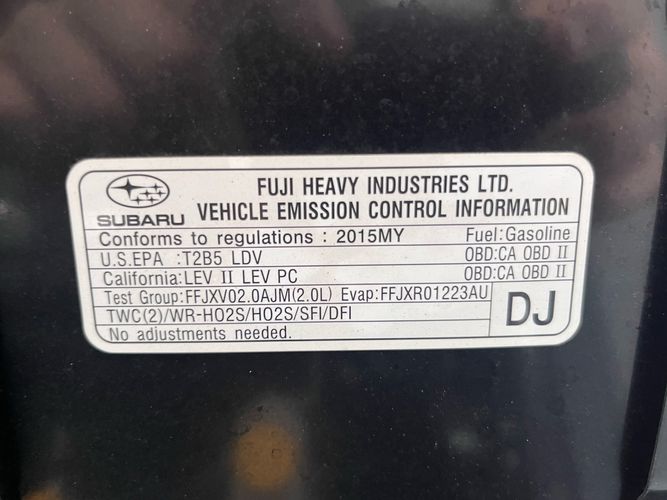 FUJI HEAVY INDUSTRIES LTD.
SUBARU VEHICLE EMISSION CONTROL INFORMATION
Conforms to regulations : 2015MY Fuel:Gasoline
U.S.EPA :T2B5 LDV OBD:CA OBD II
California:LEV II LEV PC OBD:CA OBD II
Test Group:FFJXV02.0AJM(2.0L) Evap:FFJXR01223AU
TWC(2)/WR-HO2S/HO2S/SFI/DFI
DJ
No adjustments needed.